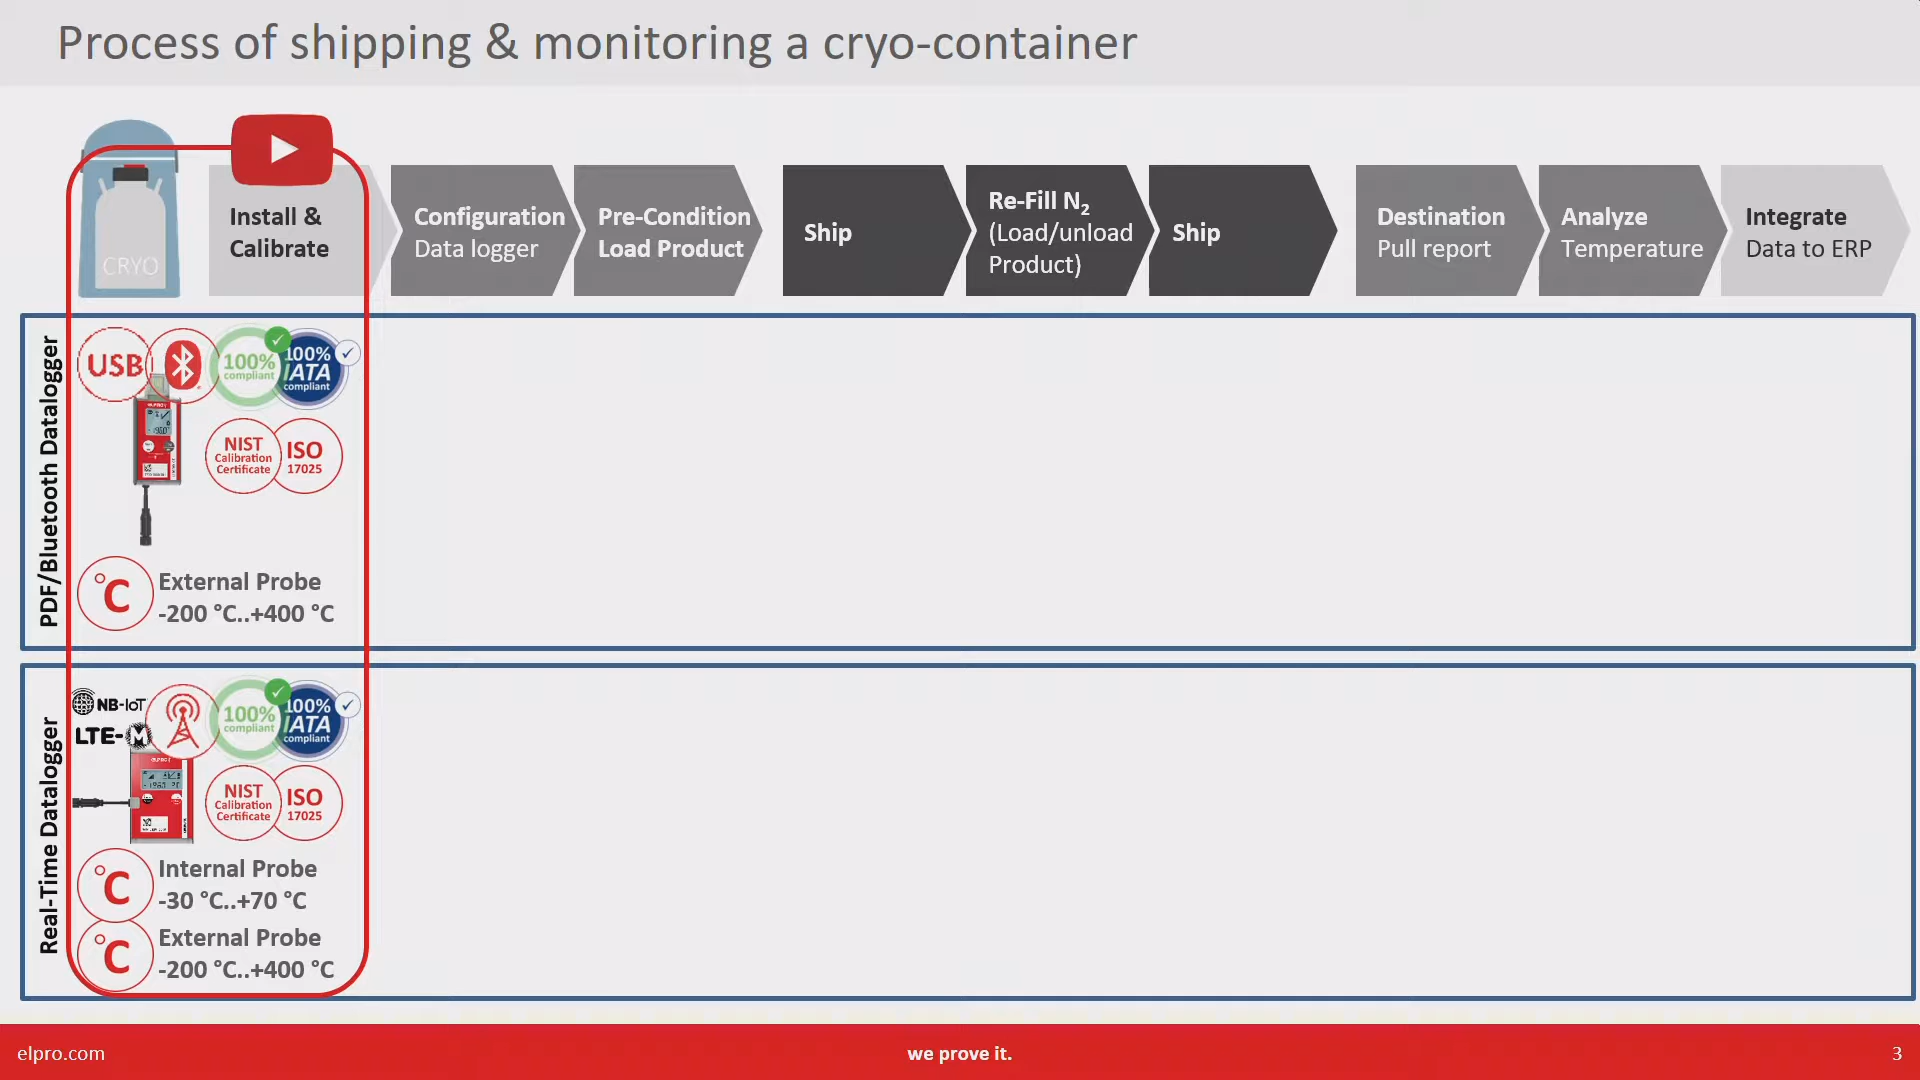 Process of shipping & monitoring a cryo-container
CRYO
Install &
Calibrate
Configuration
Data logger
Pre-Condition
Load Product
Ship
Re-Fill N2
(Load/unload
Product)
Ship
Destination
Pull report
Analyze
Temperature
Integrate
Data to ERP
PDF/Bluetooth Datalogger
USB
100%
compliant
100%
IATA
compliant
ELPRO
NIST
Calibration
Certificate
ISO
17025
°C
External Probe
-200 °C..+400 °C
Real-Time Datalogger
NB-IoT
LTE-M
100%
compliant
100%
IATA
compliant
ELPRO
NIST
Calibration
Certificate
ISO
17025
°C
Internal Probe
-30 °C..+70 °C
°C
External Probe
-200 °C..+400 °C
elpro.com
we prove it.
3